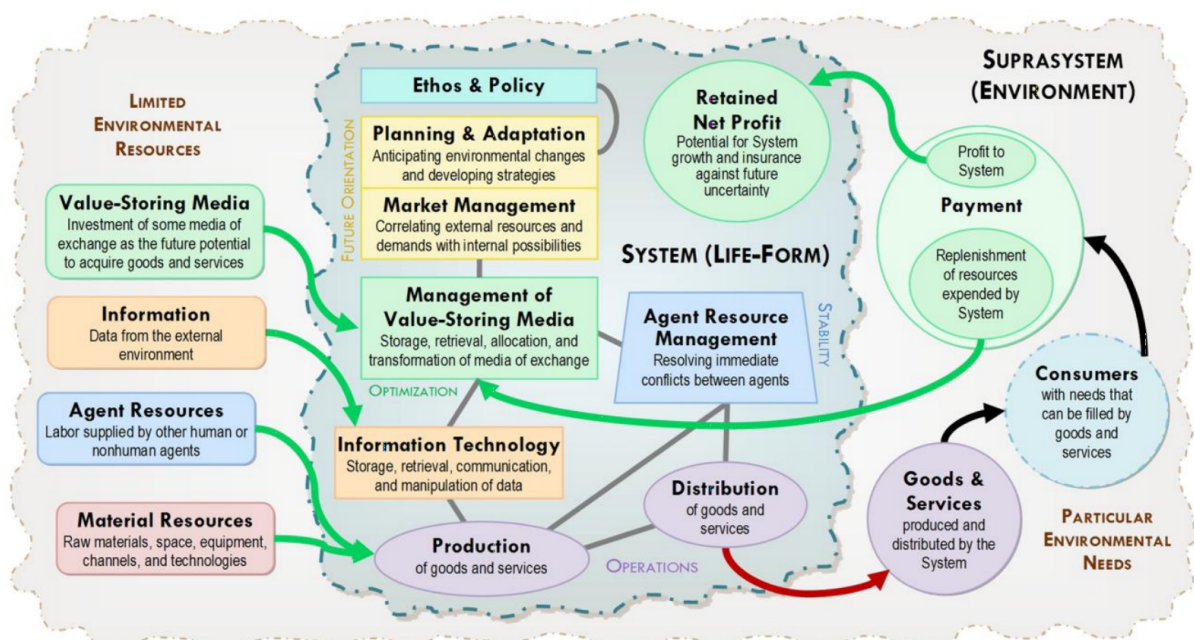 LIMITED
ENVIRONMENTAL
RESOURCES
Value-Storing Media
Investment of some media of
exchange as the future potential
to acquire goods and services
Information
Data from the external
environment
Agent Resources
Labor supplied by other human or
nonhuman agents
Material Resources
Raw materials, space, equipment,
channels, and technologies
FUTURE ORIENTATION
Ethos & Policy
Planning & Adaptation
Anticipating environmental changes
and developing strategies
Market Management
Correlating external resources and
demands with internal possibilities
Management of
Value-Storing Media
Storage, retrieval, allocation, and
transformation of media of exchange
OPTIMIZATION
Information Technology
Storage, retrieval, communication,
and manipulation of data
Production
of goods and services
OPERATIONS
Retained
Net Profit
Potential for System
growth and insurance
against future
uncertainty
SYSTEM (LIFE-FORM)
Agent Resource
Management
Resolving immediate
conflicts between agents
STABILITY
Distribution
of goods and
services
SUPRASYSTEM
(ENVIRONMENT)
Profit to
System
Payment
Replenishment
of resources
expended by
System
Consumers
with needs that
can be filled by
goods and
services
Goods &
Services
produced and
distributed by the
System
PARTICULAR
ENVIRONMENTAL
NEEDS